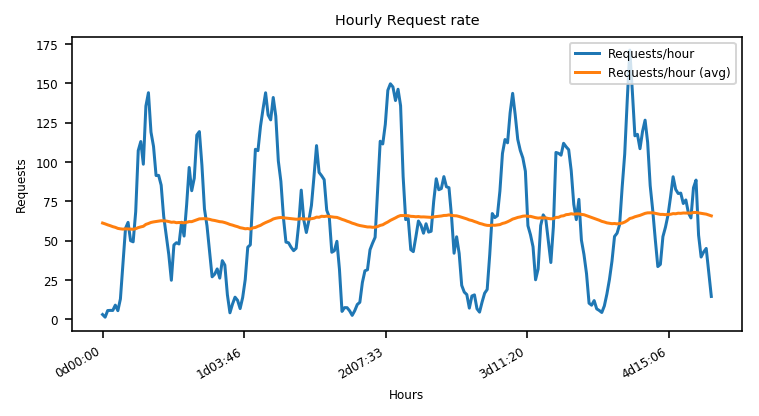 Hourly Request rate
Requests/hour
Requests/hour (avg)
175
150
125
100
75
50
25
0
Requests
0d00:00
1d03:46
2d07:33
3d11:20
4d15:06
Hours